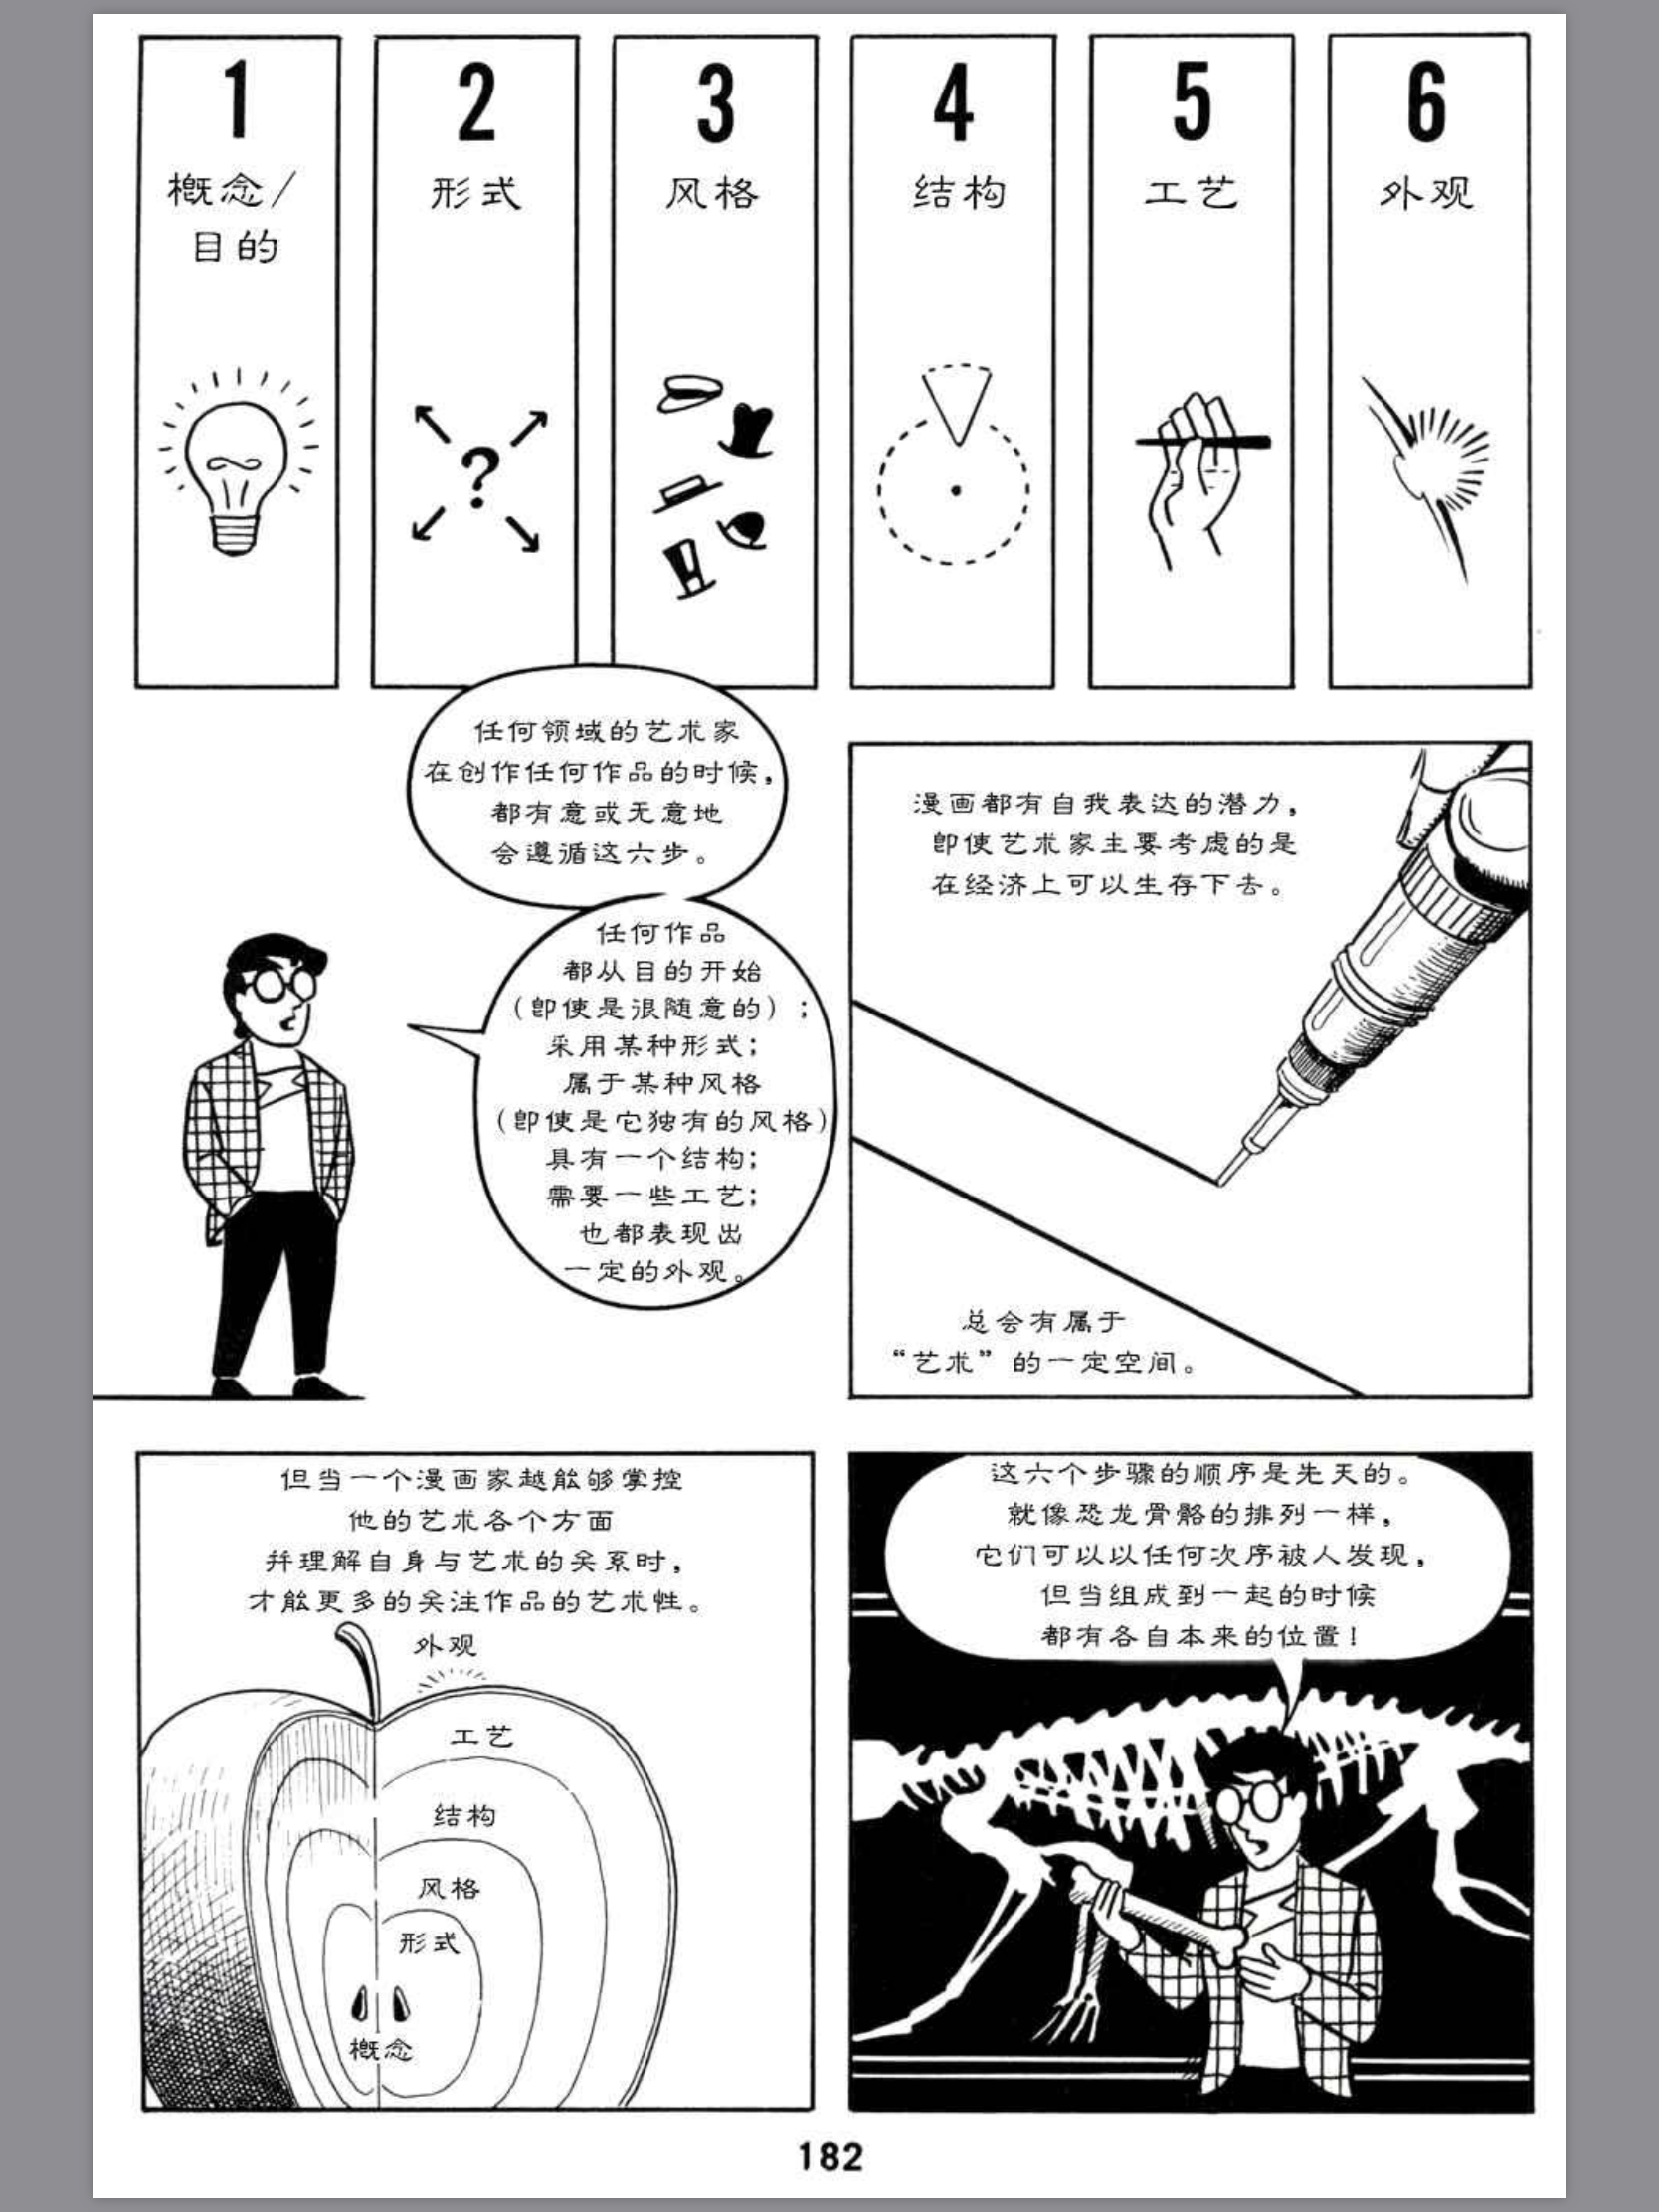 1
概念/
目的
2
形式
3
风格
4
结构
5
工艺
6
外观
?
任何领域的艺术家
在创作任何作品的时候，
都有意或无意地
会遵循这六步。
任何作品
都从目的开始
（即使是很随意的）；
采用某种形式；
属于某种风格
（即使是它独有的风格）
具有一个结构；
需要一些工艺；
也都表现出
一定的外观。
漫画都有自我表达的潜力，
即使艺术家主要考虑的是
在经济上可以生存下去。
总会有属于
“艺术”的一定空间。
但当一个漫画家越能够掌控
他的艺术各个方面
并理解自身与艺术的关系时，
才能更多的关注作品的艺术性。
外观
工艺
结构
风格
形式
概念
这六个步骤的顺序是先天的。
就像恐龙骨骼的排列一样，
它们可以以任何次序被人发现，
但当组成到一起的时候
都有各自本来的位置！
182